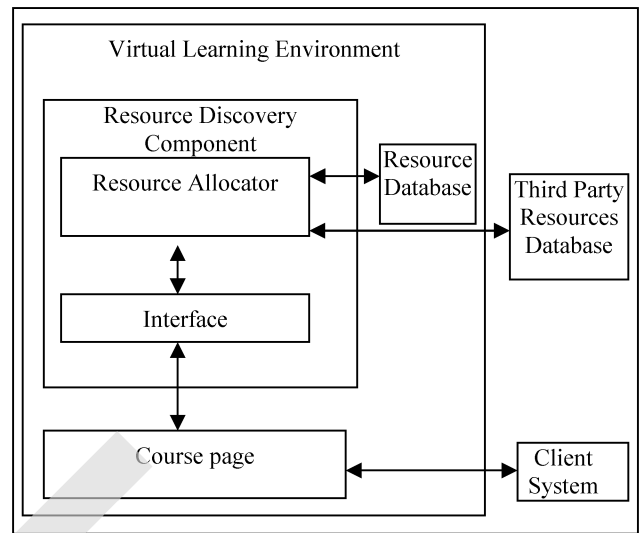 Virtual Learning Environment
Resource Discovery
Component
Resource Allocator
Resource
Database
Third Party
Resources
Database
Interface
Course page
Client
System